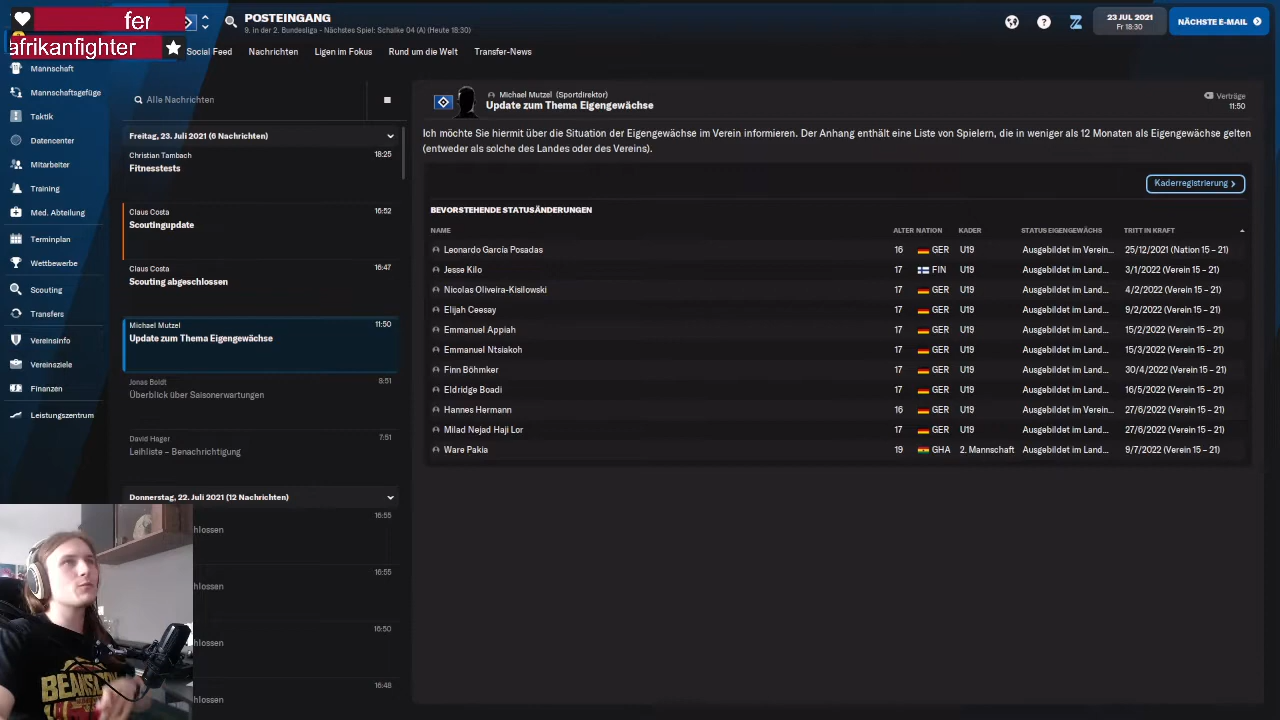 fer
afrikanfighter
POSTEINGANG
9. in der 2. Bundesliga - Nächstes Spiel: Schalke 04 (A) (Heute 18:30)
23 JUL 2021
Fr 18:30
NÄCHSTE E-MAIL
Social Feed
Nachrichten
Ligen im Fokus
Rund um die Welt
Transfer-News
Mannschaft
Mannschaftsgefüge
Taktik
Datencenter
Mitarbeiter
Training
Med. Abteilung
Terminplan
Wettbewerbe
Scouting
Transfers
Vereinsinfo
Vereinsziele
Finanzen
Leistungszentrum
Alle Nachrichten
Freitag, 23. Juli 2021 (6 Nachrichten)
Christian Tambach 18:25
Fitnesstests
Claus Costa 16:52
Scoutingupdate
Claus Costa 16:47
Scouting abgeschlossen
Michael Mutzel 11:50
Update zum Thema Eigengewächse
Jonas Boldt 8:51
Überblick über Saisonerwartungen
David Hager 7:51
Leihliste – Benachrichtigung
Donnerstag, 22. Juli 2021 (12 Nachrichten)
16:55
hlossen
16:55
hlossen
16:50
hlossen
16:48
hlossen
Michael Mutzel (Sportdirektor)
Update zum Thema Eigengewächse
Verträge
11:50
Ich möchte Sie hiermit über die Situation der Eigengewächse im Verein informieren. Der Anhang enthält eine Liste von Spielern, die in weniger als 12 Monaten als Eigengewächse gelten
(entweder als solche des Landes oder des Vereins).
Kaderregistrierung
BEVORSTEHENDE STATUSÄNDERUNGEN
NAME ALTER NATION KADER STATUS EIGENGEWÄCHS TRITT IN KRAFT
Leonardo García Posadas 16 GER U19 Ausgebildet im Verein... 25/12/2021 (Nation 15 – 21)
Jesse Kilo 17 FIN U19 Ausgebildet im Land... 3/1/2022 (Verein 15 – 21)
Nicolas Oliveira-Kisilowski 17 GER U19 Ausgebildet im Land... 4/2/2022 (Verein 15 – 21)
Elijah Ceesay 17 GER U19 Ausgebildet im Land... 9/2/2022 (Verein 15 – 21)
Emmanuel Appiah 17 GER U19 Ausgebildet im Land... 15/2/2022 (Verein 15 – 21)
Emmanuel Ntsiakoh 17 GER U19 Ausgebildet im Land... 15/3/2022 (Verein 15 – 21)
Finn Böhmker 17 GER U19 Ausgebildet im Land... 30/4/2022 (Verein 15 – 21)
Eldridge Boadi 17 GER U19 Ausgebildet im Land... 16/5/2022 (Verein 15 – 21)
Hannes Hermann 16 GER U19 Ausgebildet im Verein... 27/6/2022 (Verein 15 – 21)
Milad Nejad Haji Lor 17 GER U19 Ausgebildet im Land... 27/6/2022 (Verein 15 – 21)
Ware Pakia 19 GHA 2. Mannschaft Ausgebildet im Land... 9/7/2022 (Verein 15 – 21)